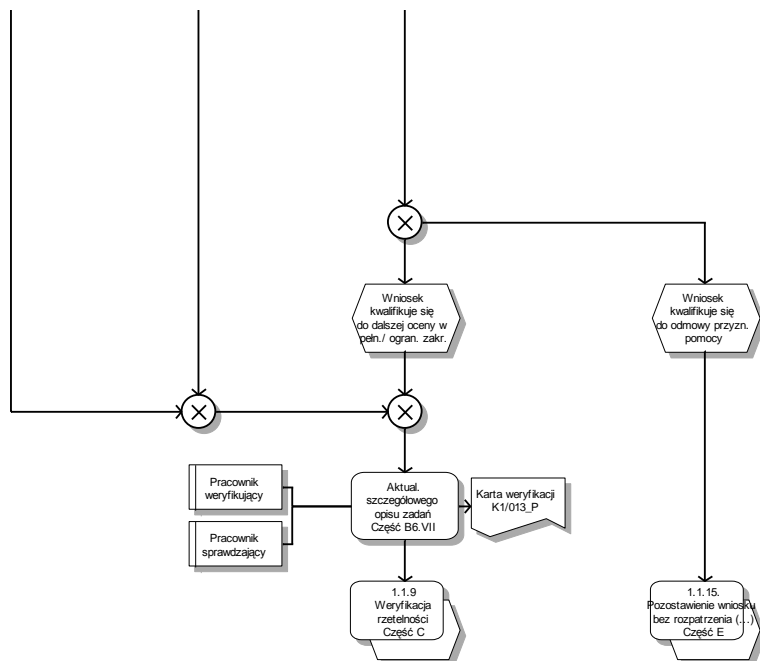 Wniosek
kwalifikuje się
do dalszej oceny w
pełn./ ogran. zakr.
Wniosek
kwalifikuje się
do odmowy przyzn.
pomocy
Pracownik
weryfikujący
Pracownik
sprawdzający
Aktual.
szczegółowego
opisu zadań
Część B6.VII
Karta weryfikacji
K1/013_P
1.1.9
Weryfikacja
rzetelności
Część C
1.1.15.
Pozostawienie wniosku
bez rozpatrzenia (…)
Część E